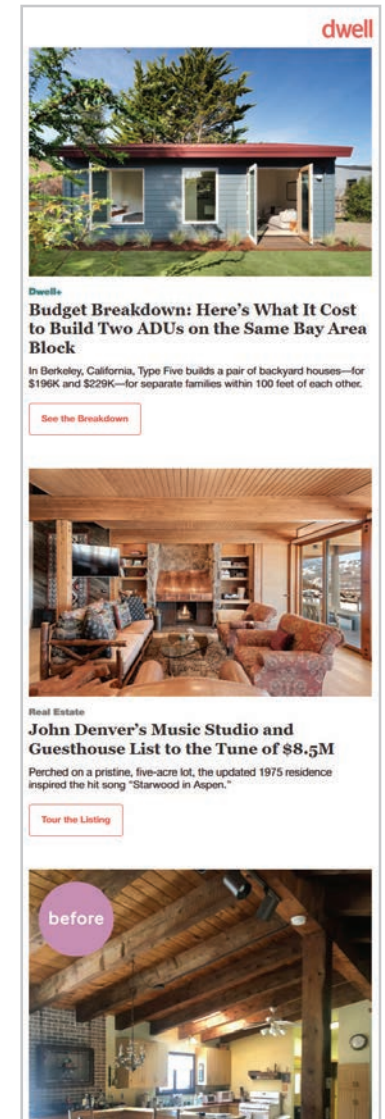 dwell
Dwell+
Budget Breakdown: Here’s What It Cost
to Build Two ADUs on the Same Bay Area
Block
In Berkeley, California, Type Five builds a pair of backyard houses—for
$196K and $229K—for separate families within 100 feet of each other.
See the Breakdown
Real Estate
John Denver’s Music Studio and
Guesthouse List to the Tune of $8.5M
Perched on a pristine, five-acre lot, the updated 1975 residence
inspired the hit song “Starwood in Aspen.”
Tour the Listing
before